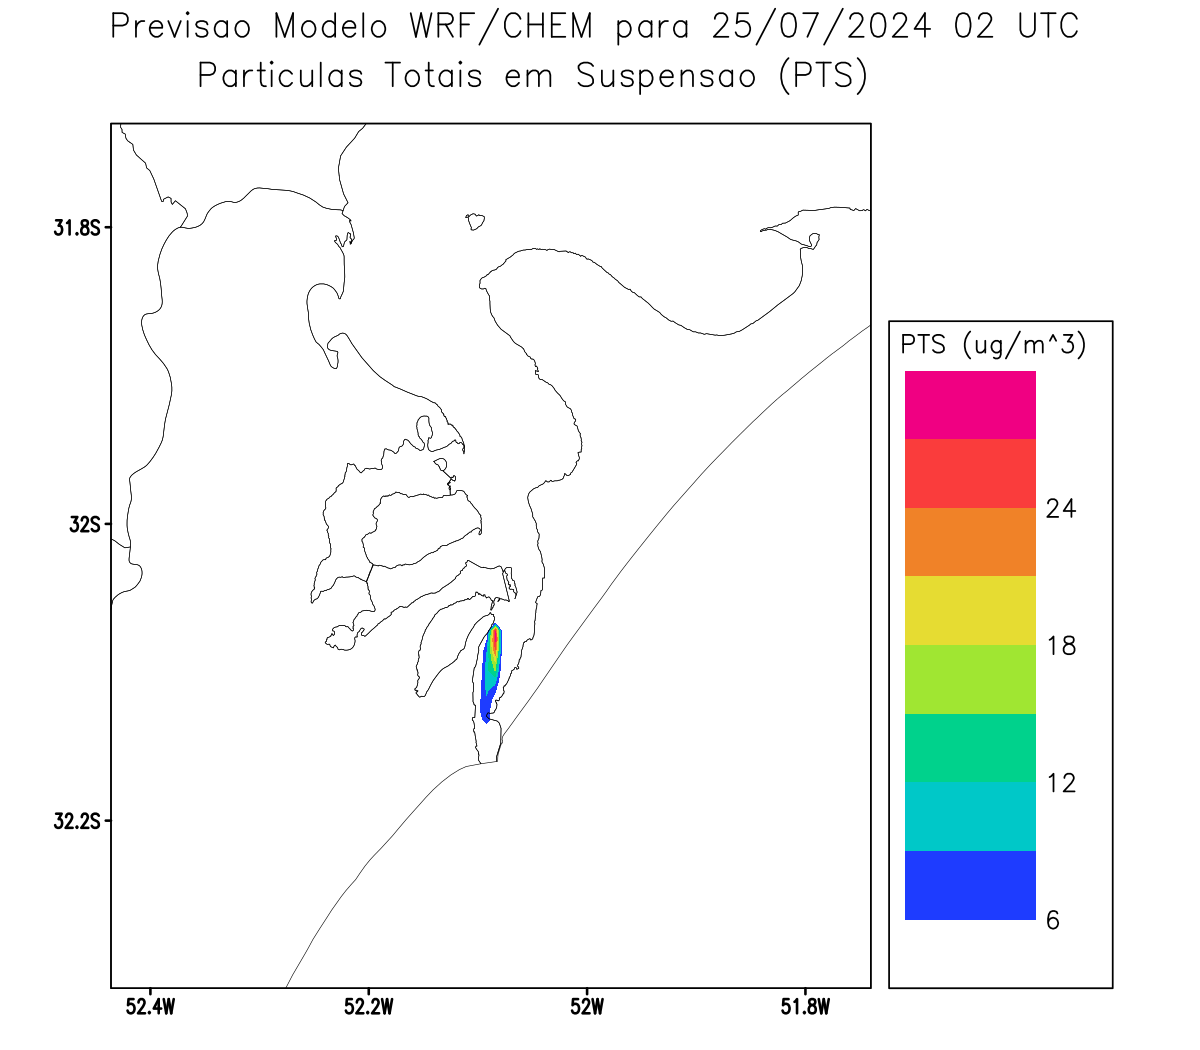 Previsao Modelo WRF/CHEM para 25/07/2024 02 UTC
Particulas Totais em Suspensao (PTS)
31.8S
32S
32.2S
52.4W
52.2W
52W
51.8W
PTS (ug/m^3)
24
18
12
6